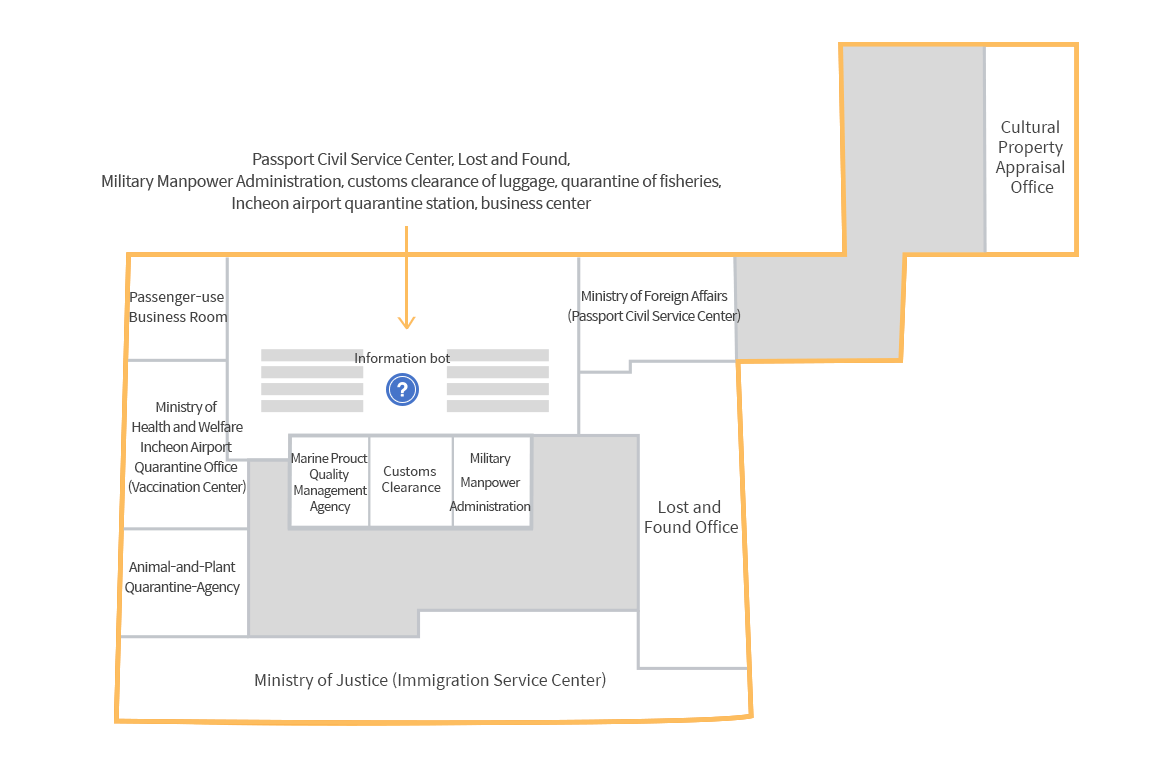 Cultural
Property
Appraisal
Office
Passport Civil Service Center, Lost and Found,
Military Manpower Administration, customs clearance of luggage, quarantine of fisheries,
Incheon airport quarantine station, business center
Passenger-use
Business Room
Ministry of Foreign Affairs
(Passport Civil Service Center)
Information bot
?
Ministry of
Health and Welfare
Incheon Airport
Quarantine Office
(Vaccination Center)
Marine Prouct
Quality
Management
Agency
Customs
Clearance
Military
Manpower
Administration
Lost and
Found Office
Animal-and-Plant
Quarantine-Agency
Ministry of Justice (Immigration Service Center)